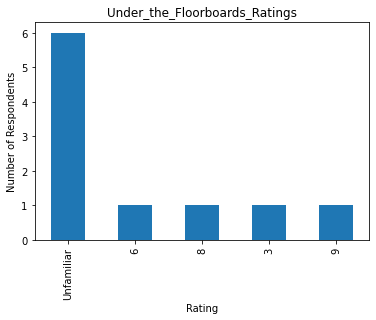 Under_the_Floorboards_Ratings
Number of Respondents
6
5
4
3
2
1
0
Unfamiliar
6
8
3
9
Rating